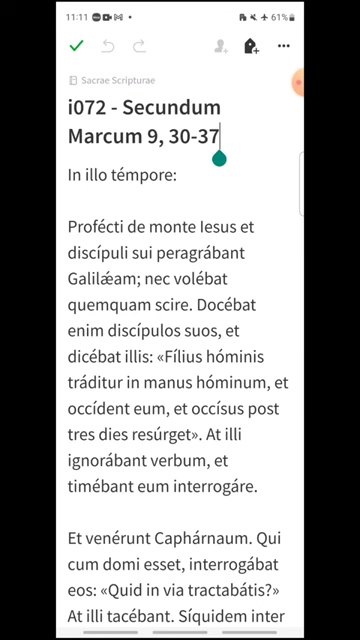 11:11
61%
Sacrae Scripturae
i072 - Secundum
Marcum 9, 30-37
In illo témpore:
Profécti de monte Iesus et
discípuli sui peragrábant
Galilǽam; nec volébat
quemquam scire. Docébat
enim discípulos suos, et
dicébat illis: «Fílius hóminis
tráditur in manus hóminum, et
occídent eum, et occísus post
tres dies resúrget». At illi
ignorábant verbum, et
timébant eum interrogáre.
Et venérunt Caphárnaum. Qui
cum domi esset, interrogábat
eos: «Quid in via tractabátis?»
At illi tacébant. Síquidem inter